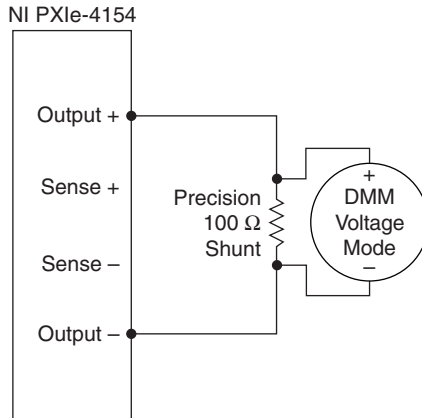 NI PXIe-4154
Output +
Sense +
Sense –
Output –
Precision
100 Ω
Shunt
+
DMM
Voltage
Mode
–